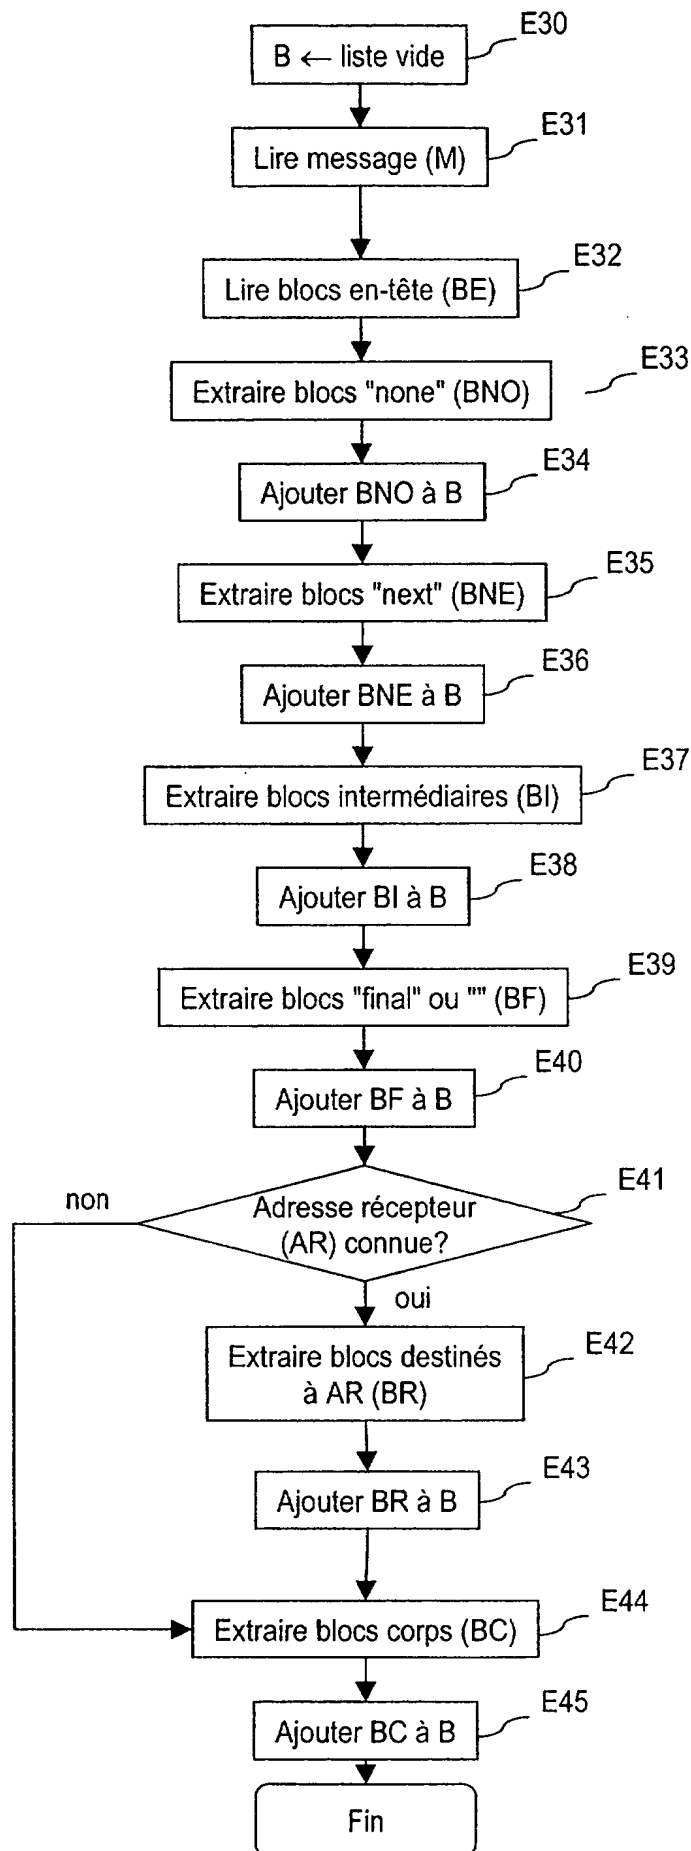 E30
B ← liste vide
E31
Lire message (M)
E32
Lire blocs en-tête (BE)
E33
Extraire blocs "none" (BNO)
E34
Ajouter BNO à B
E35
Extraire blocs "next" (BNE)
E36
Ajouter BNE à B
E37
Extraire blocs intermédiaires (BI)
E38
Ajouter BI à B
E39
Extraire blocs "final" ou "" (BF)
E40
Ajouter BF à B
E41
non
Adresse récepteur
(AR) connue?
oui
E42
Extraire blocs destinés
à AR (BR)
E43
Ajouter BR à B
E44
Extraire blocs corps (BC)
E45
Ajouter BC à B
Fin